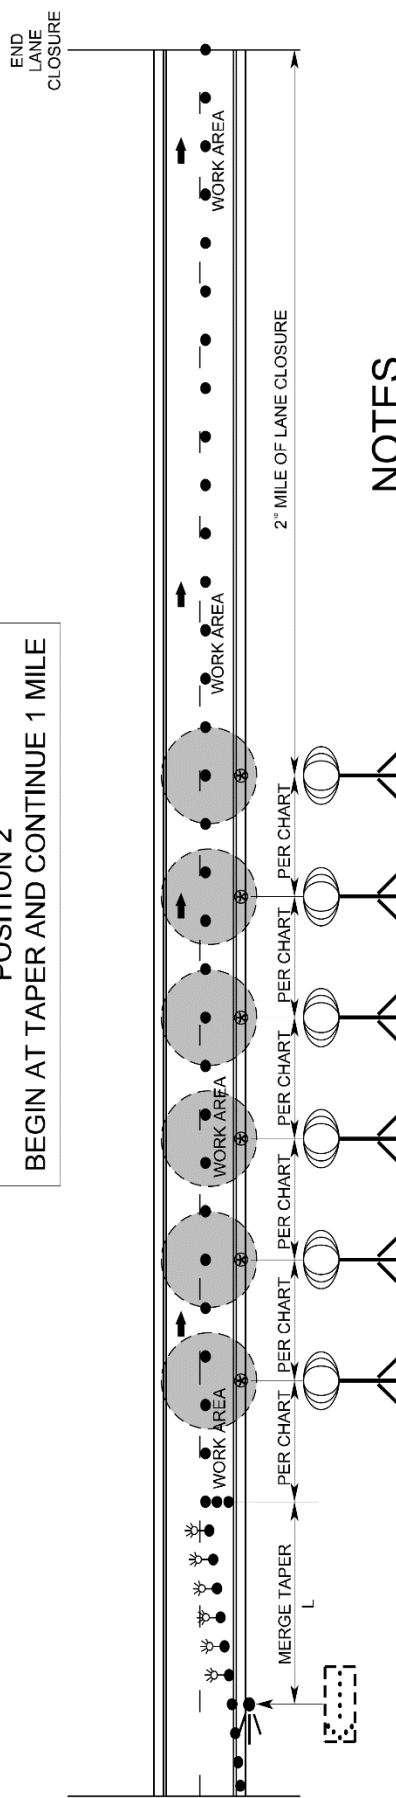 POSITION 2
BEGIN AT TAPER AND CONTINUE 1 MILE
MERGE TAPER
L
PER CHART
PER CHART
PER CHART
PER CHART
PER CHART
PER CHART
2ND MILE OF LANE CLOSURE
WORK AREA
WORK AREA
WORK AREA
WORK AREA
END
LANE
CLOSURE
NOTES